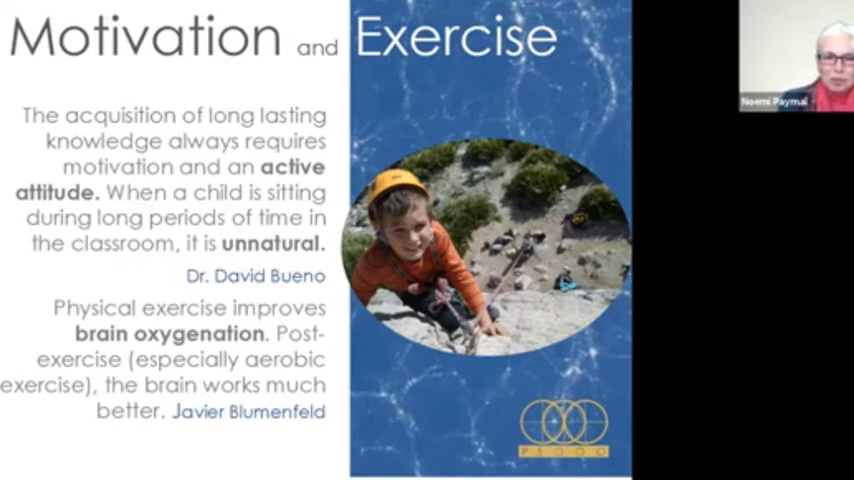 Motivation and Exercise
The acquisition of long lasting
knowledge always requires
motivation and an active
attitude. When a child is sitting
during long periods of time in
the classroom, it is unnatural.
Dr. David Bueno
Physical exercise improves
brain oxygenation. Post-
exercise (especially aerobic
exercise), the brain works much
better. Javier Blumenfeld
P3000
Noemi Paymal